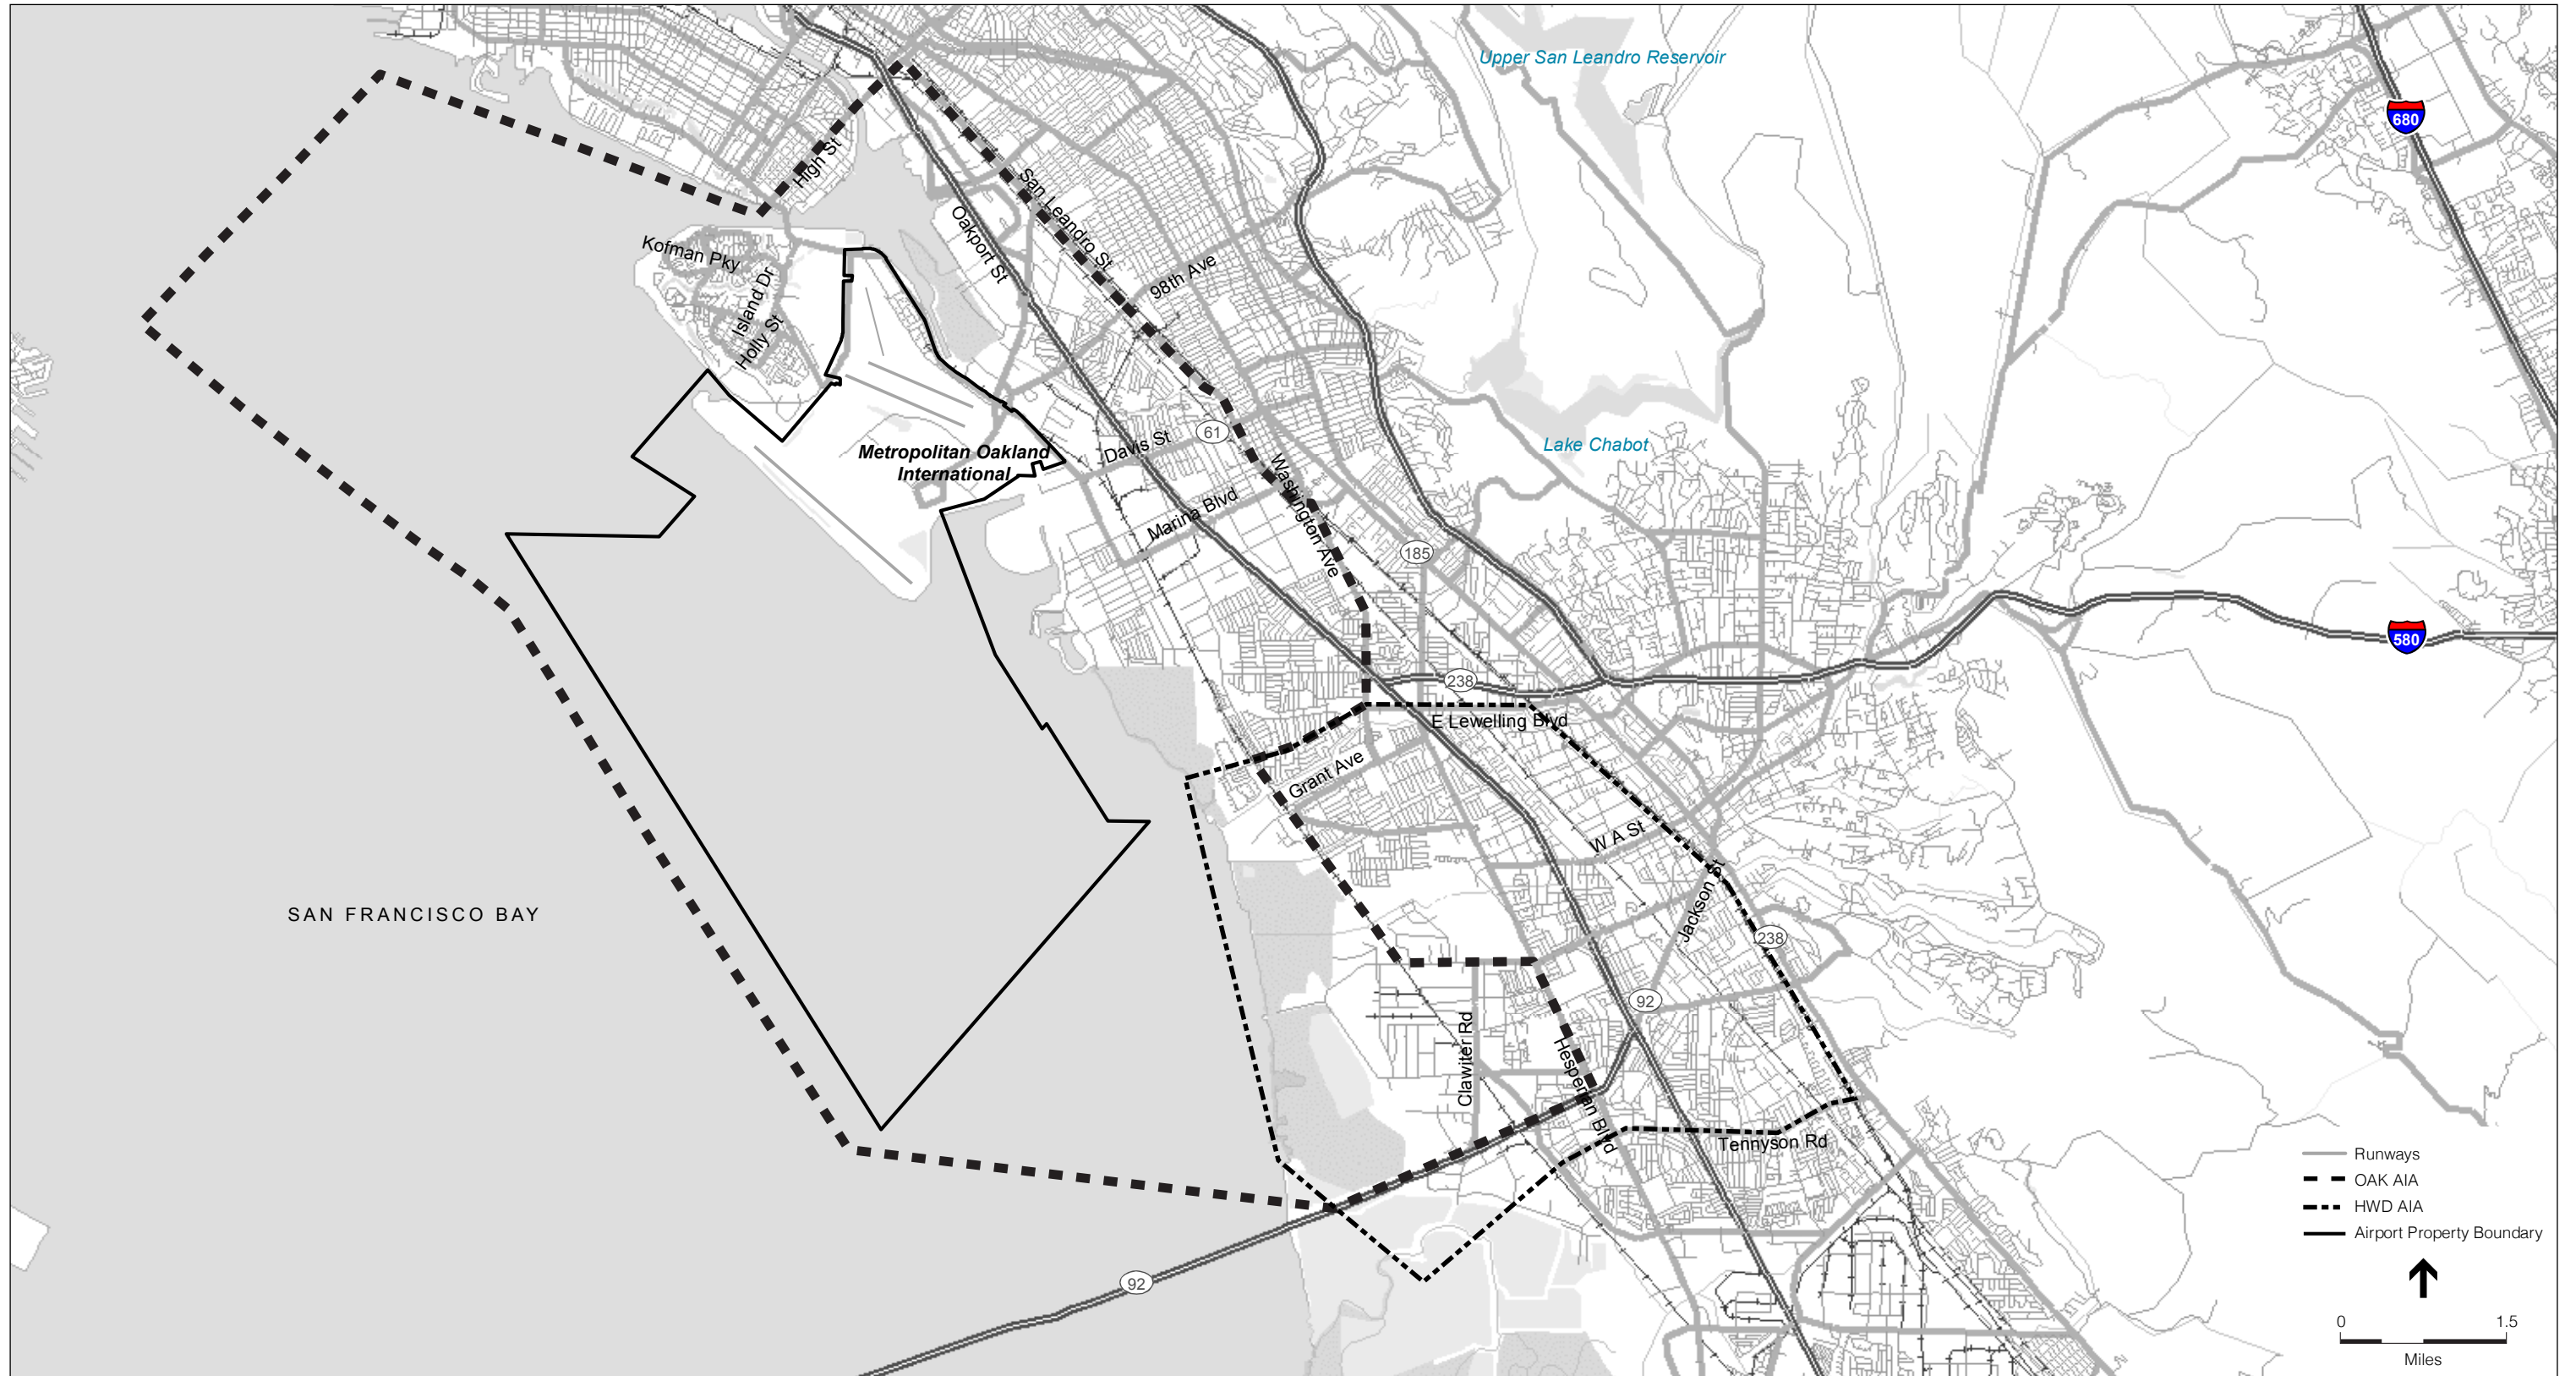 Upper San Leandro Reservoir
680
High St
San Leandro St
Oakport St
Kofman Pky
Island Dr
Holly St
98th Ave
61
Davis St
Metropolitan Oakland
International
Lake Chabot
Washington Ave
Marina Blvd
185
580
238
E Lewelling Blvd
Grant Ave
W A St
Jackson St
SAN FRANCISCO BAY
238
92
Clawiter Rd
Hesperian Blvd
Tennyson Rd
92
Runways
OAK AIA
HWD AIA
Airport Property Boundary
0 1.5
Miles